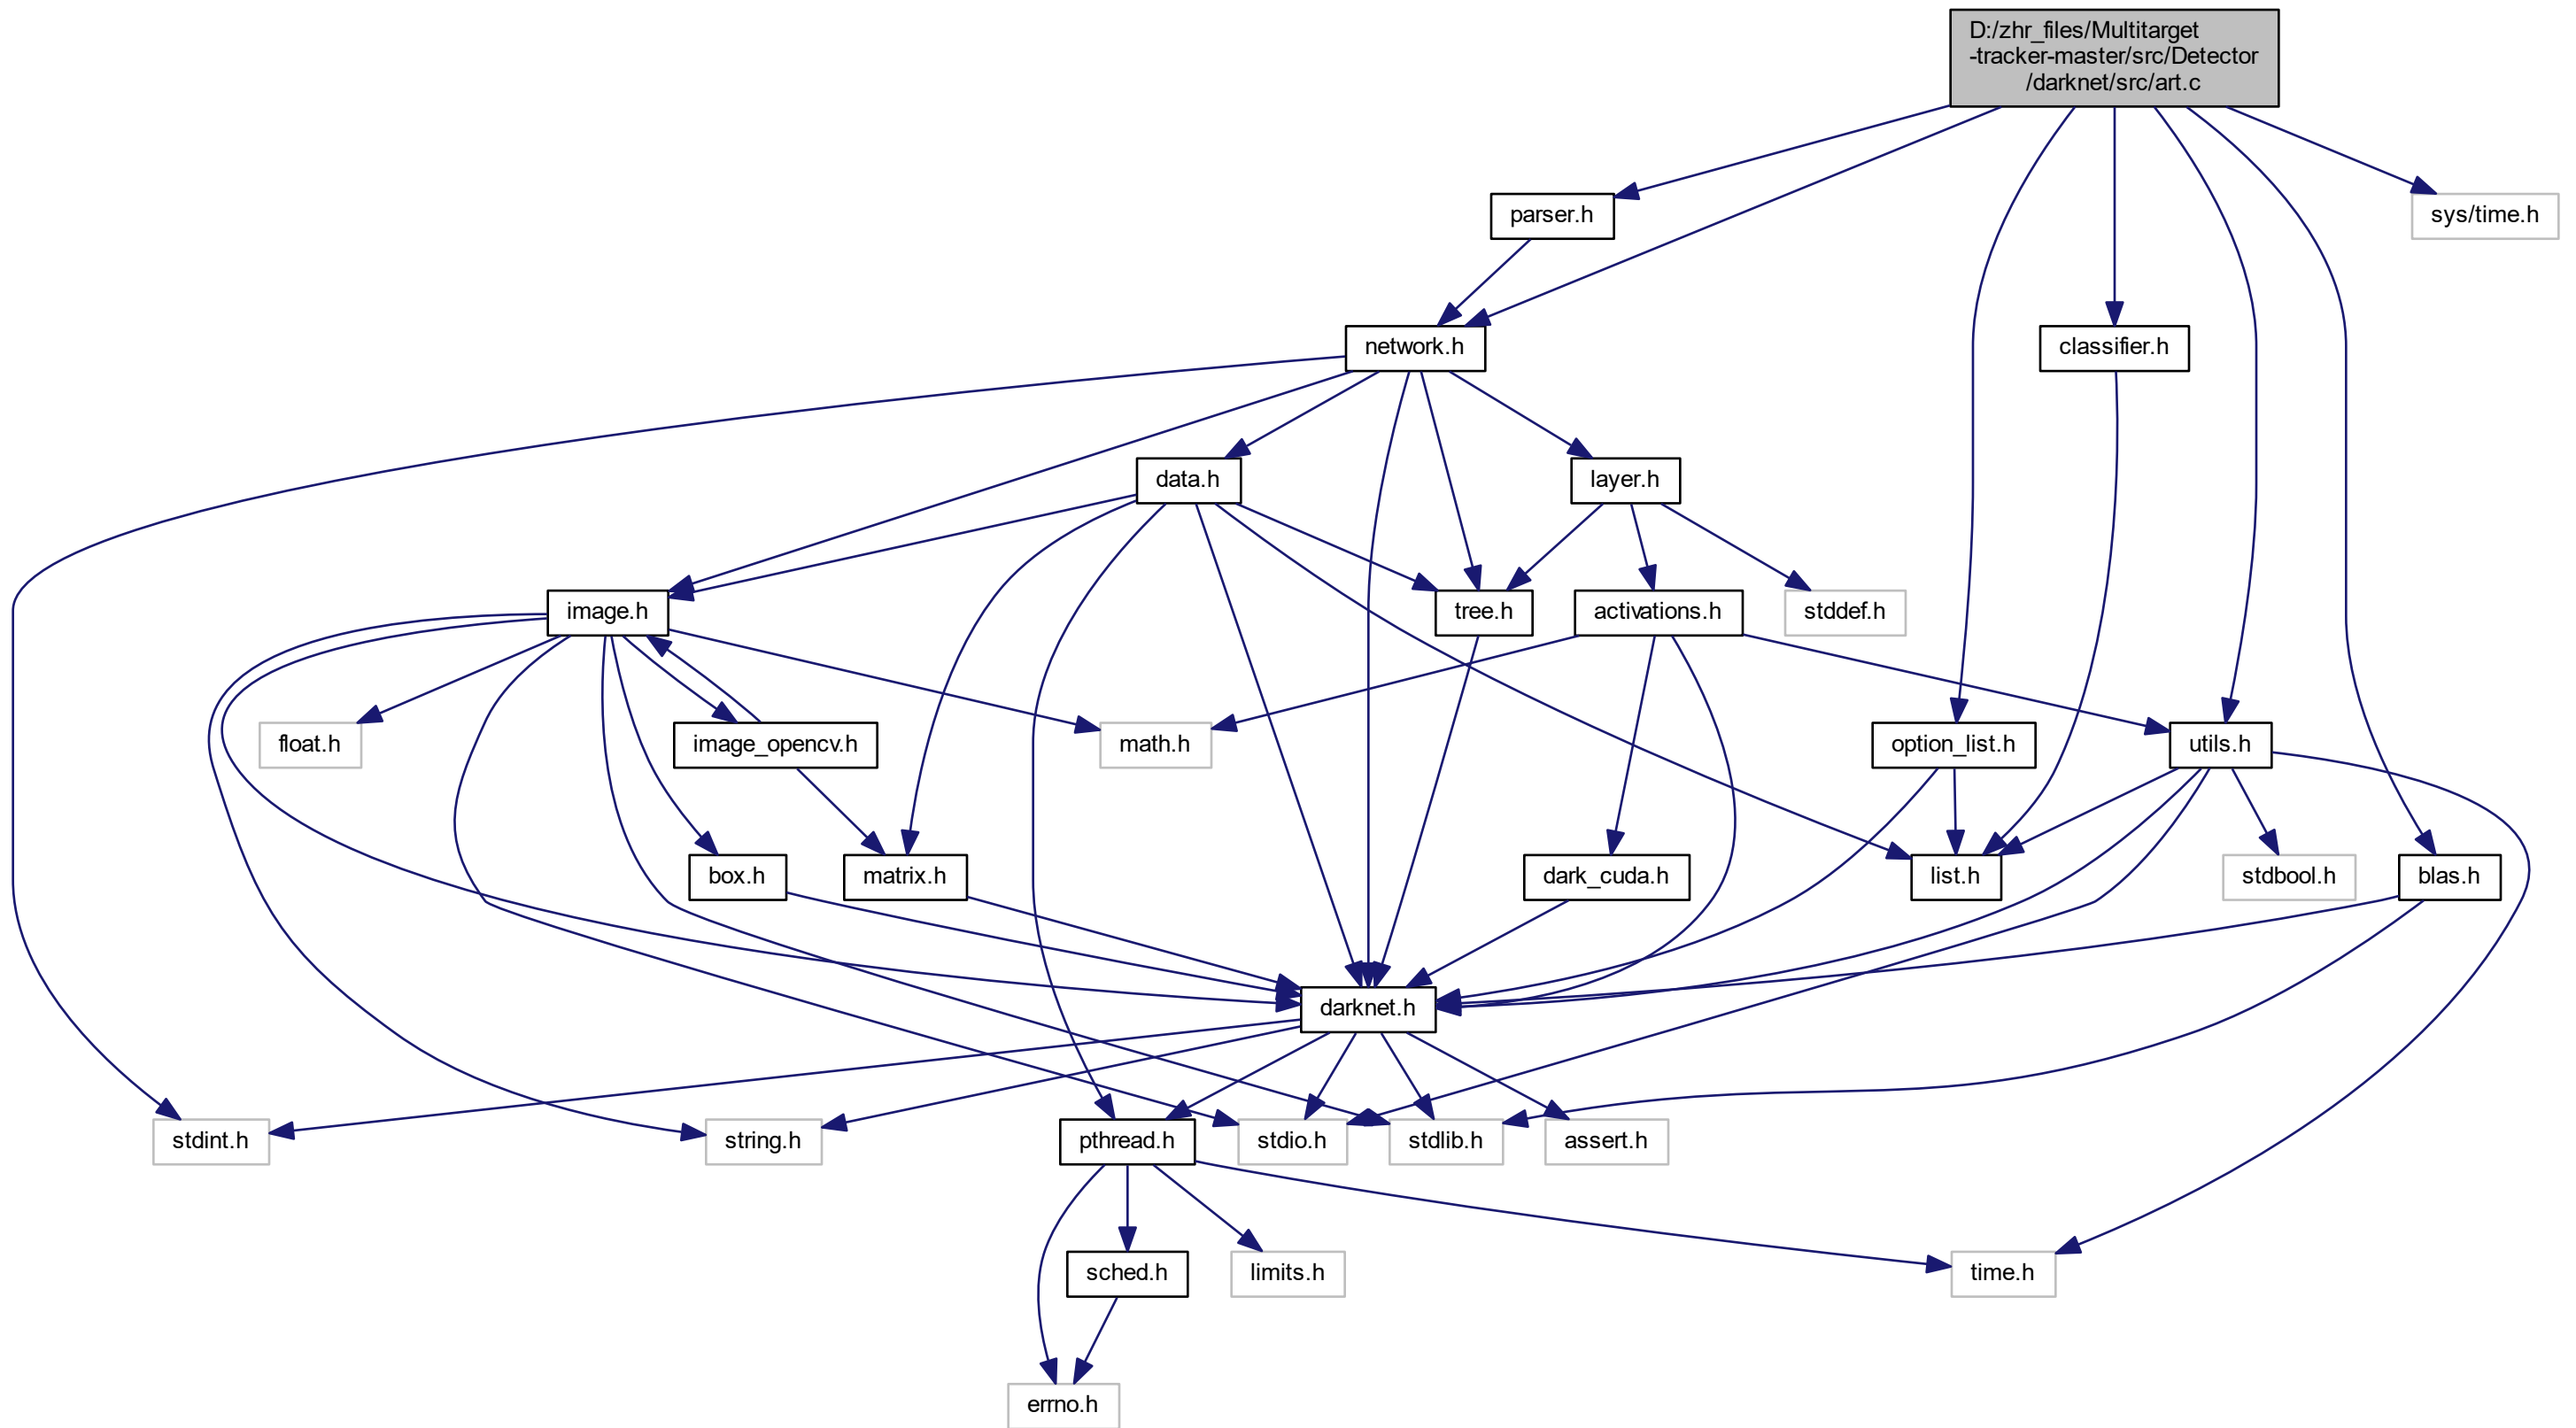 D:/zhr_files/Multitarget
-tracker-master/src/Detector
/darknet/src/art.c
parser.h
sys/time.h
network.h
classifier.h
data.h
layer.h
image.h
tree.h
activations.h
stddef.h
float.h
image_opencv.h
math.h
option_list.h
utils.h
box.h
matrix.h
dark_cuda.h
list.h
stdbool.h
blas.h
darknet.h
stdint.h
string.h
pthread.h
stdio.h
stdlib.h
assert.h
sched.h
limits.h
time.h
errno.h